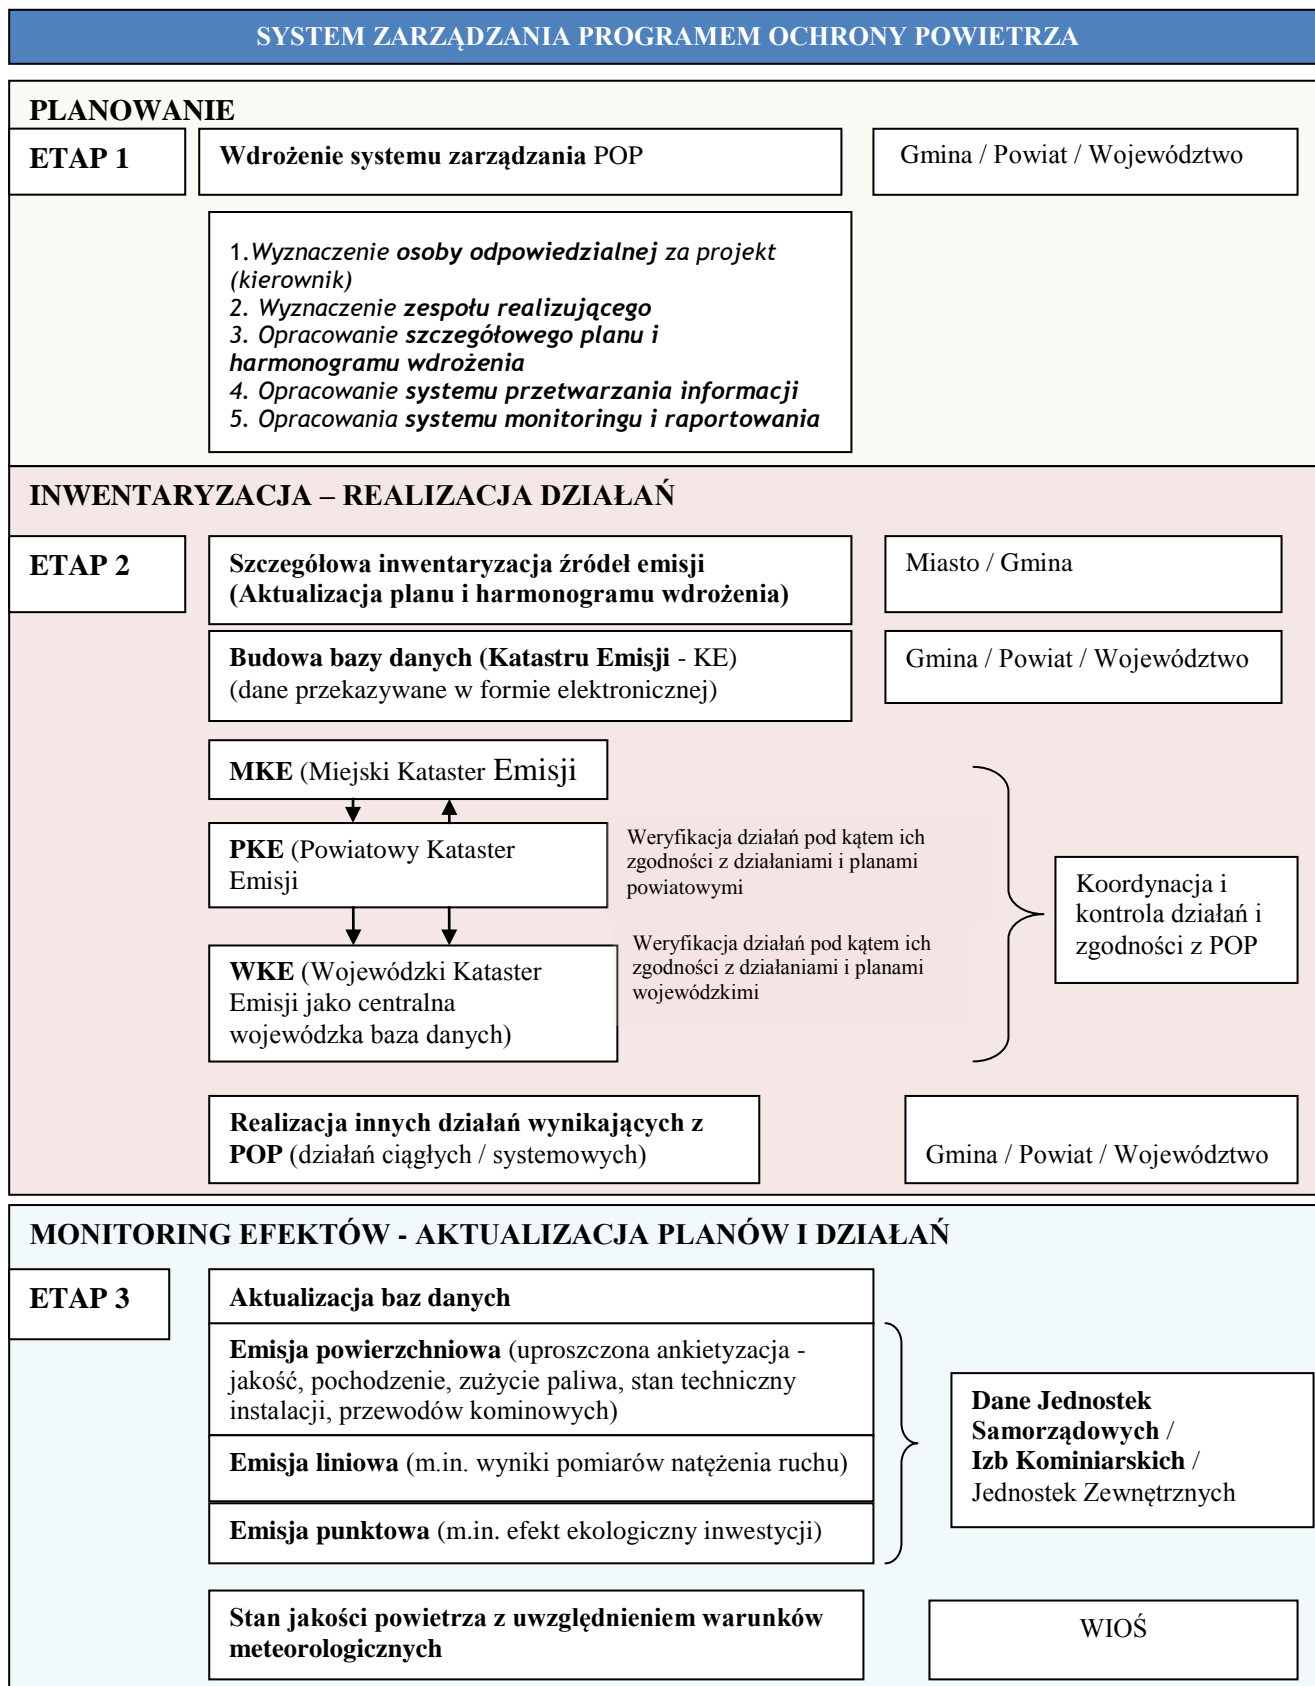 SYSTEM ZARZĄDZANIA PROGRAMEM OCHRONY POWIETRZA
PLANOWANIE
ETAP 1
Wdrożenie systemu zarządzania POP
Gmina / Powiat / Województwo
1.Wyznaczenie osoby odpowiedzialnej za projekt
(kierownik)
2. Wyznaczenie zespołu realizującego
3. Opracowanie szczegółowego planu i
harmonogramu wdrożenia
4. Opracowanie systemu przetwarzania informacji
5. Opracowania systemu monitoringu i raportowania
INWENTARYZACJA – REALIZACJA DZIAŁAŃ
ETAP 2
Szczegółowa inwentaryzacja źródeł emisji
(Aktualizacja planu i harmonogramu wdrożenia)
Miasto / Gmina
Budowa bazy danych (Katastru Emisji - KE)
(dane przekazywane w formie elektronicznej)
Gmina / Powiat / Województwo
MKE (Miejski Kataster Emisji
PKE (Powiatowy Kataster
Emisji
Weryfikacja działań pod kątem ich
zgodności z działaniami i planami
powiatowymi
WKE (Wojewódzki Kataster
Emisji jako centralna
wojewódzka baza danych)
Weryfikacja działań pod kątem ich
zgodności z działaniami i planami
wojewódzkimi
Koordynacja i
kontrola działań i
zgodności z POP
Realizacja innych działań wynikających z
POP (działań ciągłych / systemowych)
Gmina / Powiat / Województwo
MONITORING EFEKTÓW - AKTUALIZACJA PLANÓW I DZIAŁAŃ
ETAP 3
Aktualizacja baz danych
Emisja powierzchniowa (uproszczona ankietyzacja -
jakość, pochodzenie, zużycie paliwa, stan techniczny
instalacji, przewodów kominowych)
Emisja liniowa (m.in. wyniki pomiarów natężenia ruchu)
Emisja punktowa (m.in. efekt ekologiczny inwestycji)
Dane Jednostek
Samorządowych /
Izb Kominiarskich /
Jednostek Zewnętrznych
Stan jakości powietrza z uwzględnieniem warunków
meteorologicznych
WIOŚ